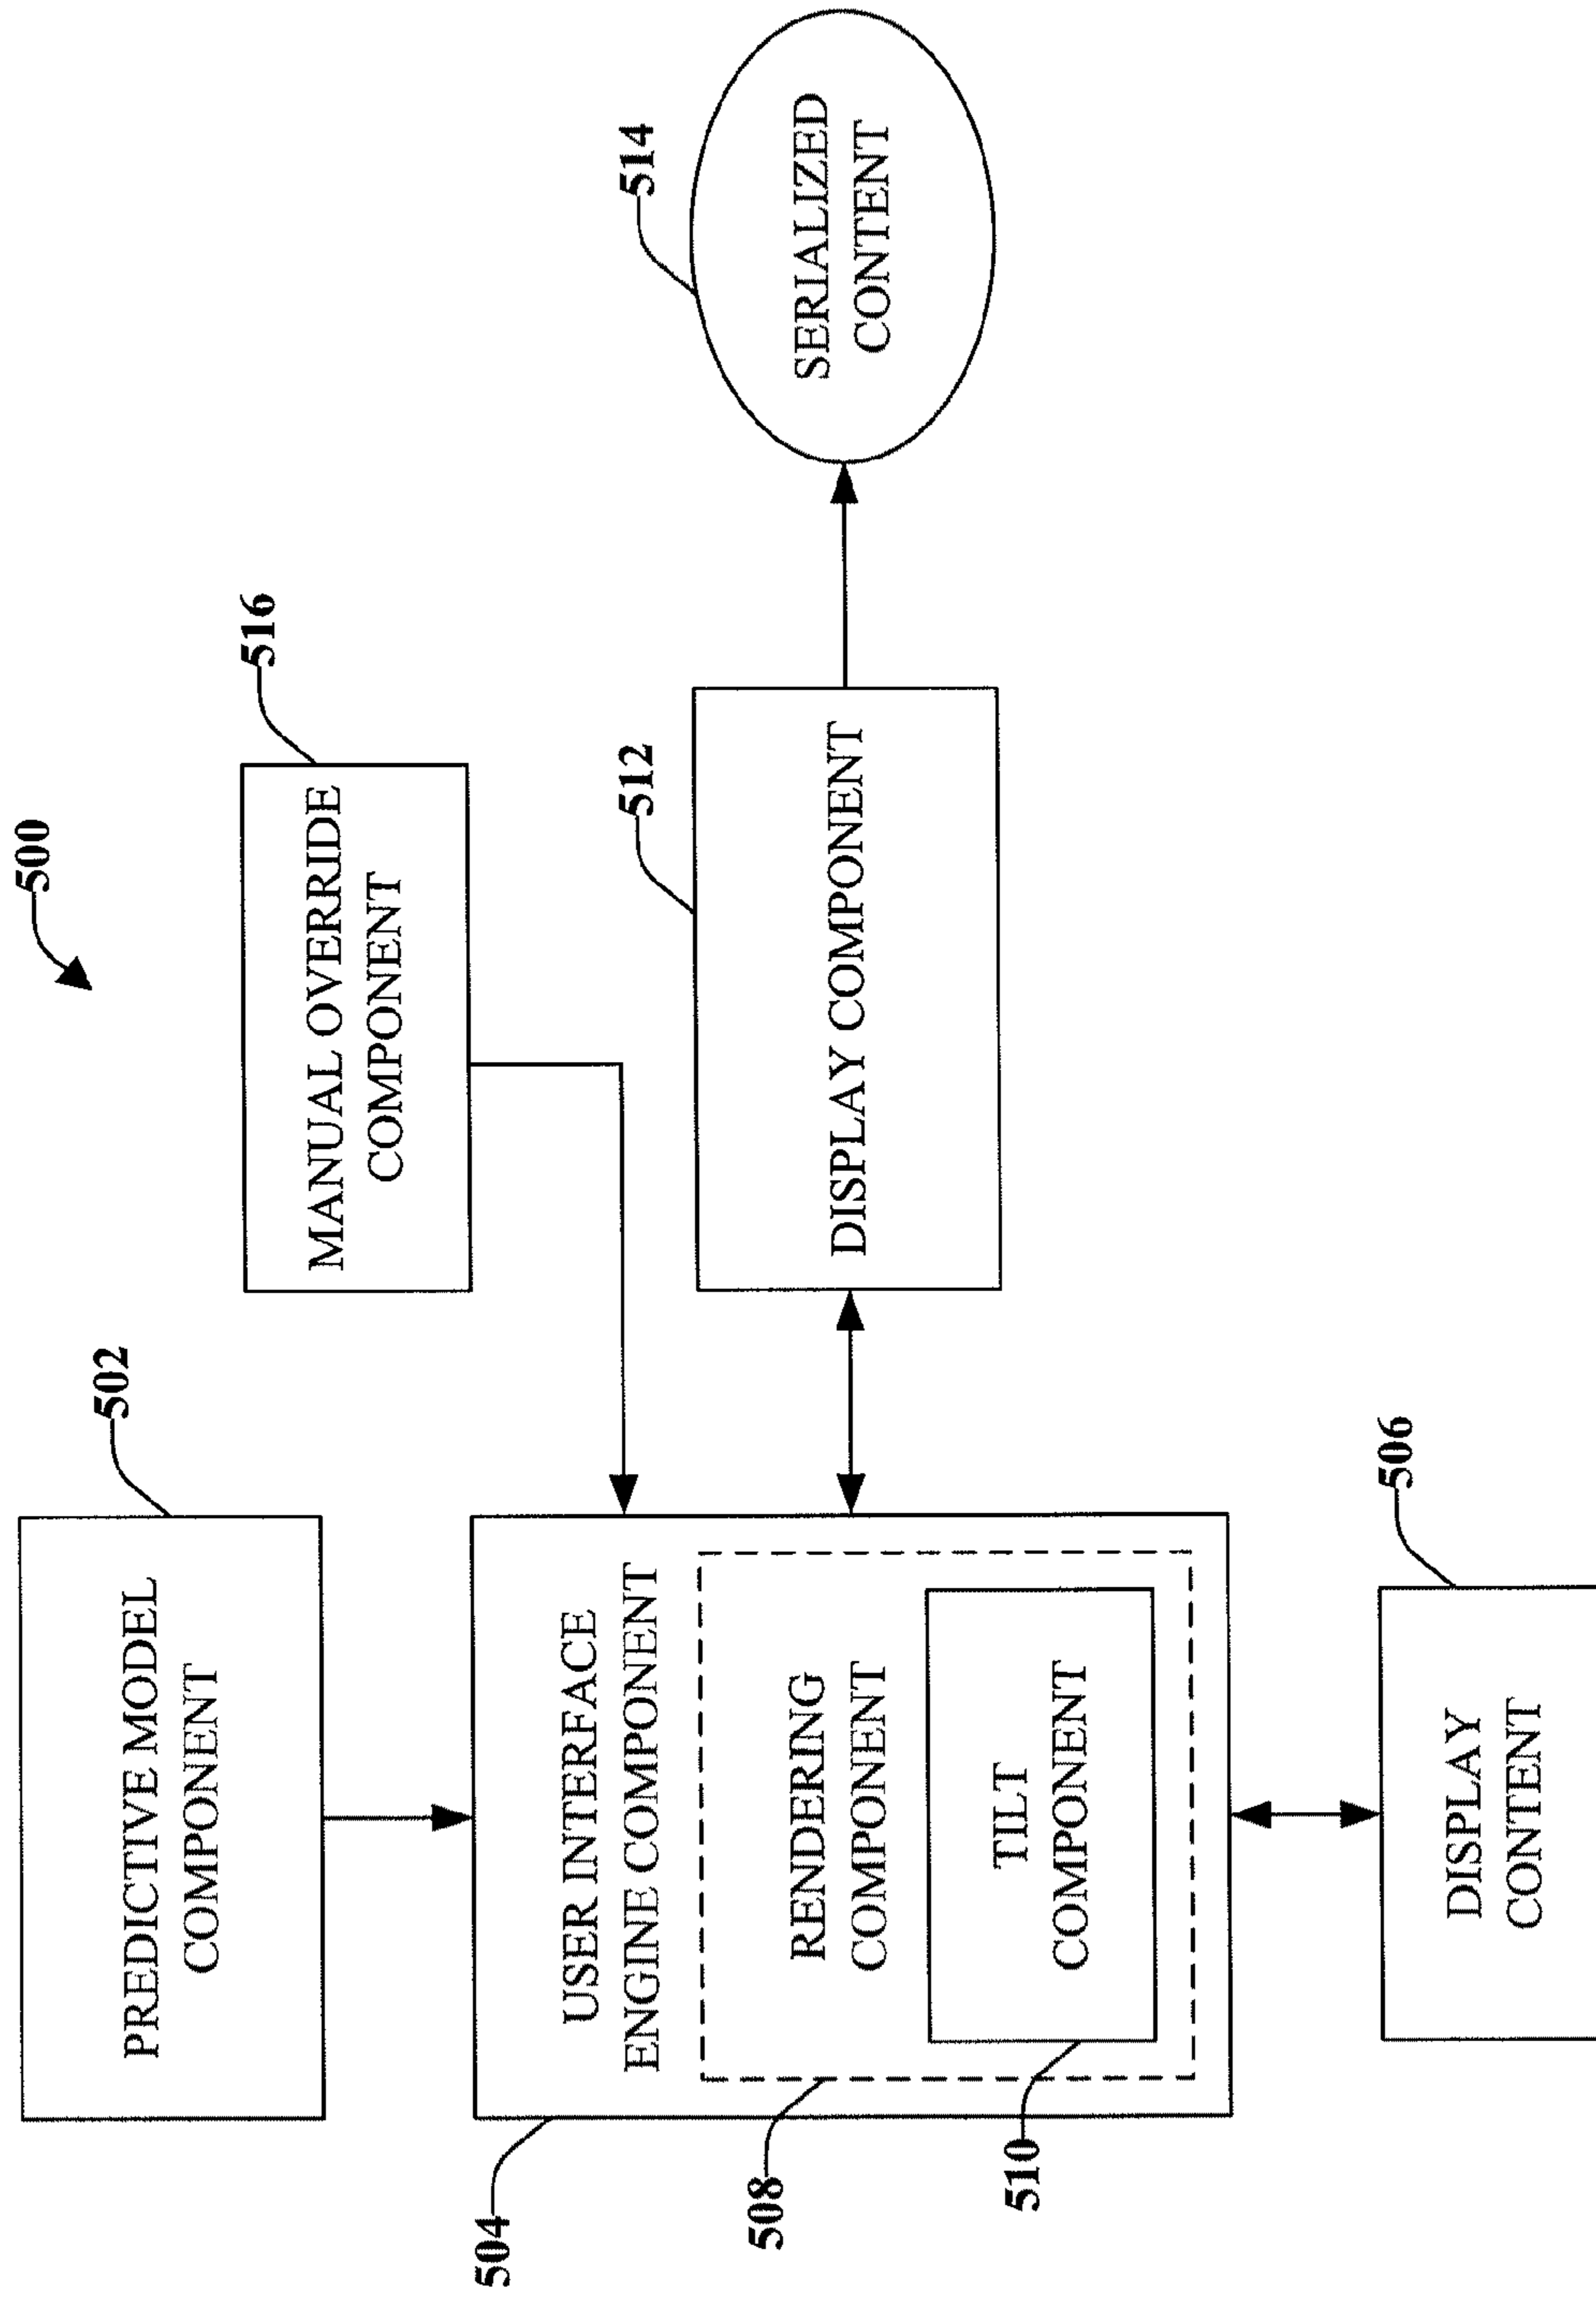 500
502
PREDICTIVE MODEL
COMPONENT
516
MANUAL OVERRIDE
COMPONENT
504
USER INTERFACE
ENGINE COMPONENT
508
RENDERING
COMPONENT
510
TILT
COMPONENT
512
DISPLAY COMPONENT
514
SERIALIZED
CONTENT
506
DISPLAY
CONTENT